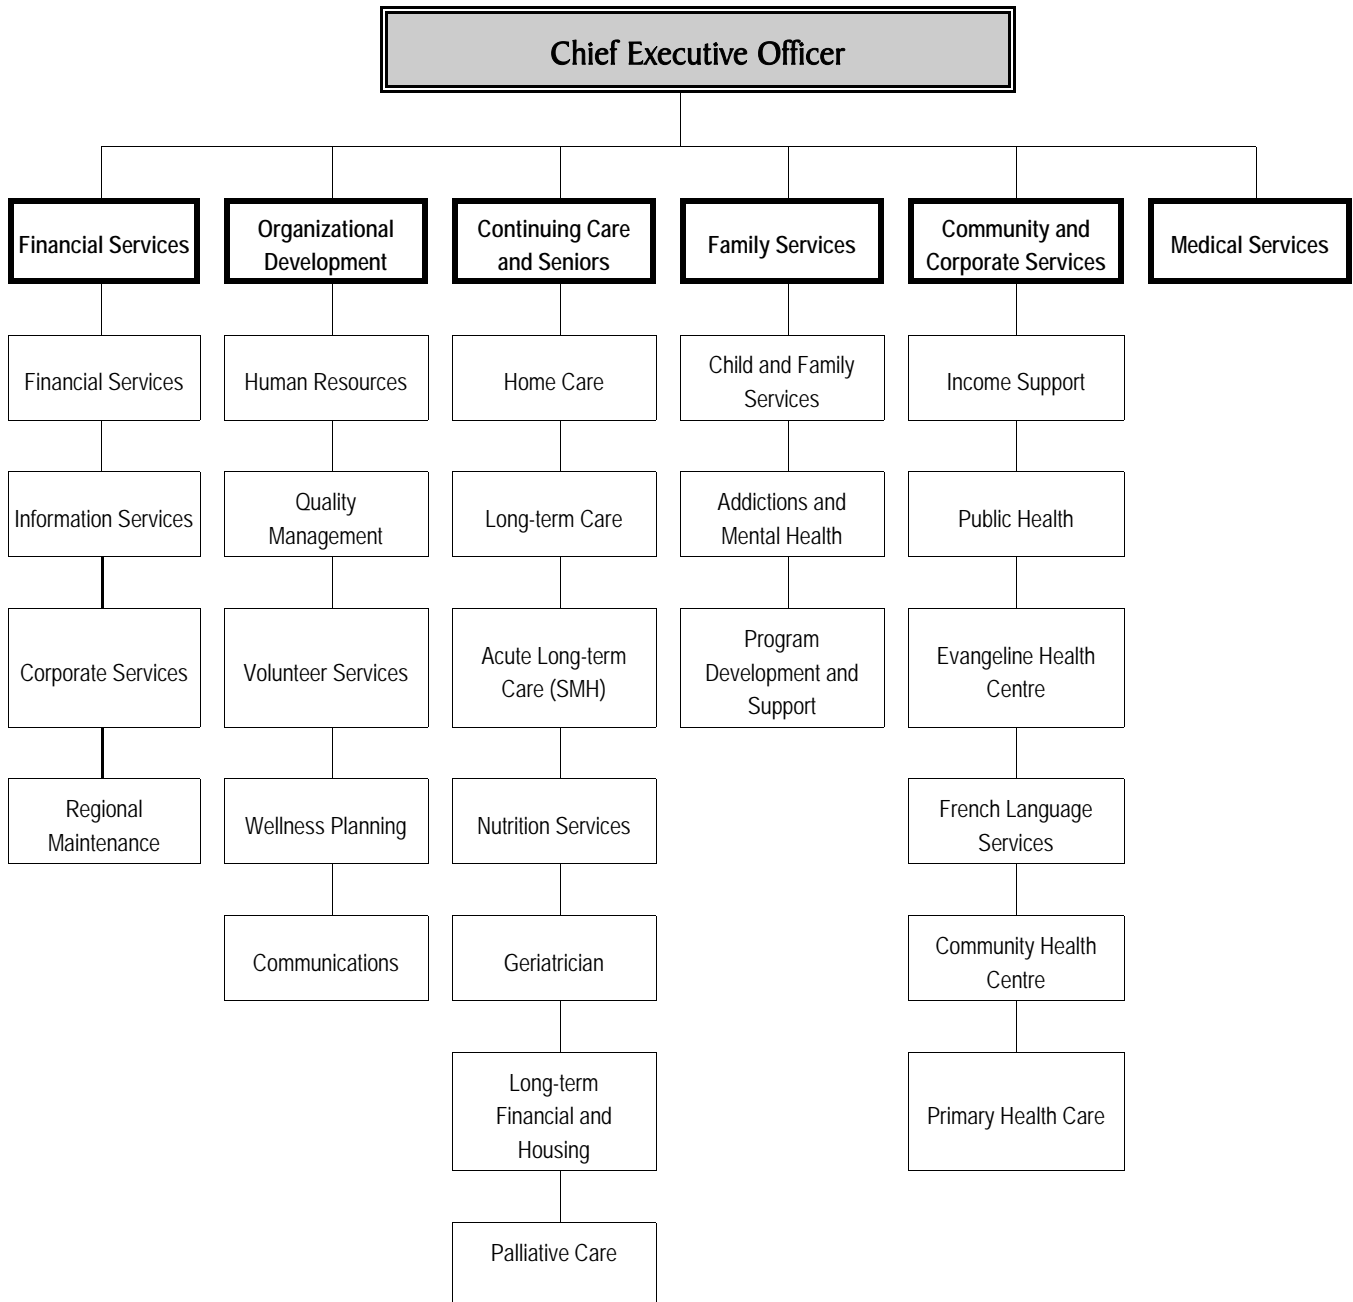 Chief Executive Officer
Financial Services
Organizational
Development
Continuing Care
and Seniors
Family Services
Community and
Corporate Services
Medical Services
Financial Services
Human Resources
Home Care
Child and Family
Services
Income Support
Information Services
Quality
Management
Long-term Care
Addictions and
Mental Health
Public Health
Corporate Services
Volunteer Services
Acute Long-term
Care (SMH)
Program
Development and
Support
Evangeline Health
Centre
Regional
Maintenance
Wellness Planning
Nutrition Services
French Language
Services
Communications
Geriatrician
Community Health
Centre
Long-term
Financial and
Housing
Primary Health Care
Palliative Care